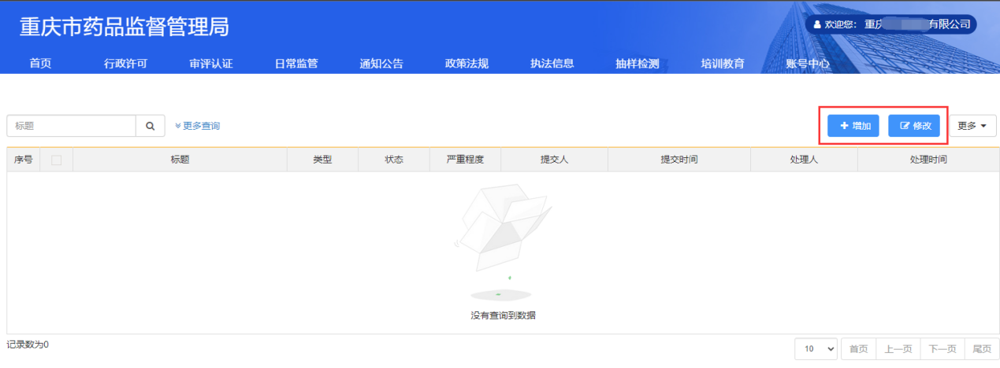 重庆市药品监督管理局
欢迎您： 重庆 有限公司
首页 行政许可 审评认证 日常监管 通知公告 政策法规 执法信息 抽样检测 培训教育 账号中心
标题 更多查询 增加 修改 更多
序号 标题 类型 状态 严重程度 提交人 提交时间 处理人 处理时间
没有查询到数据
记录数为0
10 首页 上一页 下一页 尾页